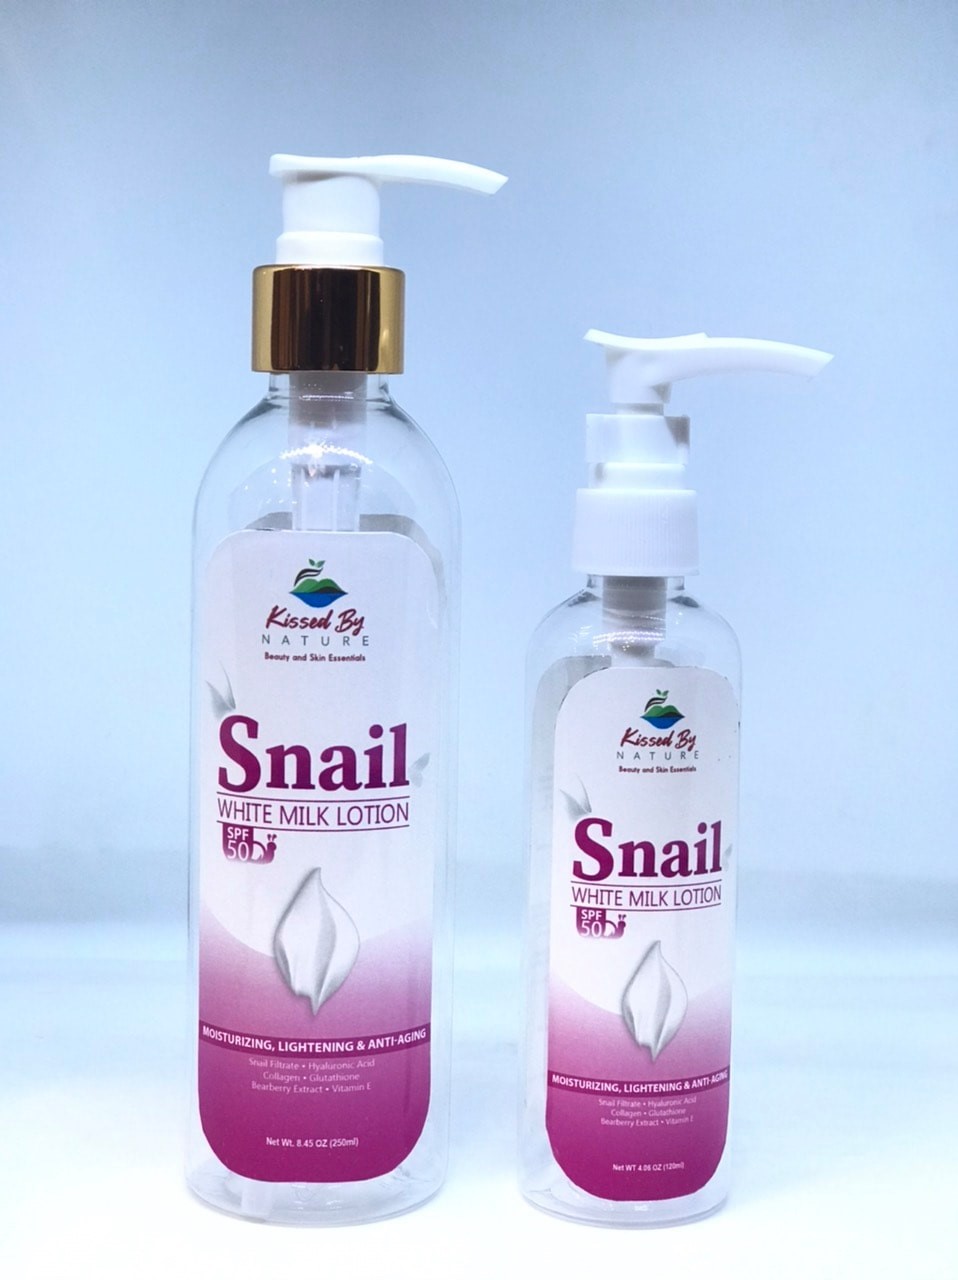 Kissed By
NATURE
Beauty and Skin Essentials
Snail
WHITE MILK LOTION
SPF
50
MOISTURIZING, LIGHTENING & ANTI-AGING
Snail Filtrate • Hyaluronic Acid
Collagen • Glutathione
Bearberry Extract • Vitamin E
Net Wt. 8.45 OZ (250ml)
Kissed By
NATURE
Beauty and Skin Essentials
Snail
WHITE MILK LOTION
SPF
50
MOISTURIZING, LIGHTENING & ANTI-AGING
Snail Filtrate • Hyaluronic Acid
Collagen • Glutathione
Bearberry Extract • Vitamin E
Net WT 4.06 OZ (120ml)